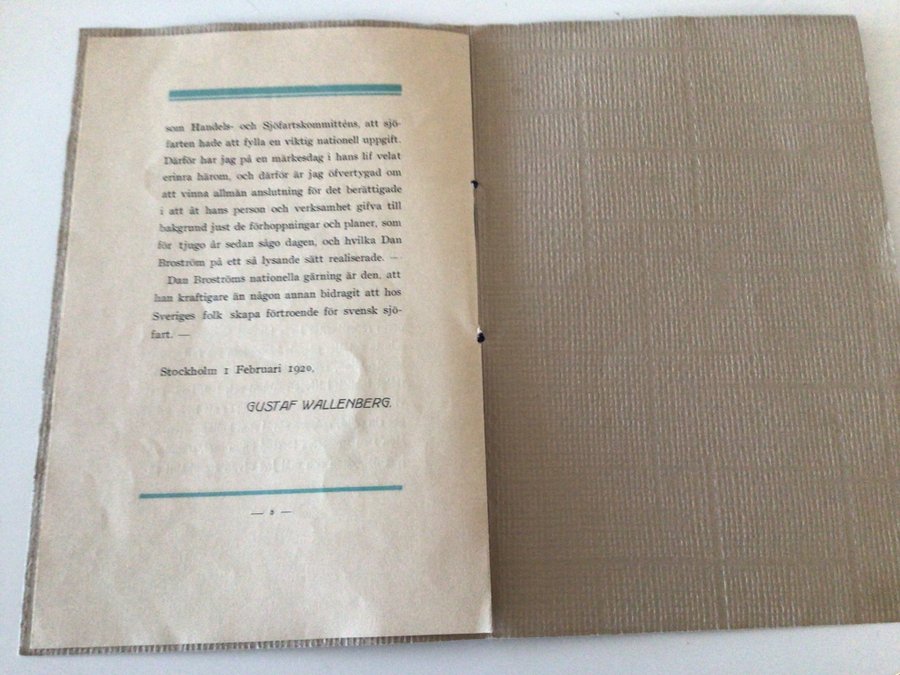 som Handels- och Sjöfartskommitténs, att sjö-
farten hade att fylla en viktig nationell uppgift.
Därför har jag på en märkesdag i hans lif velat
erinra härom, och därför är jag öfvertygad om
att vinna allmän anslutning för det berättigade
i att åt hans person och verksamhet gifva till
bakgrund just de förhoppningar och planer, som
för tjugo år sedan sågo dagen, och hvilka Dan
Broström på ett så lysande sätt realiserade. —
Dan Broströms nationella gärning är den, att
han kraftigare än någon annan bidragit att hos
Sveriges folk skapa förtroende för svensk sjö-
fart. —
Stockholm 1 Februari 1920.
GUSTAF WALLENBERG.
— 8 —